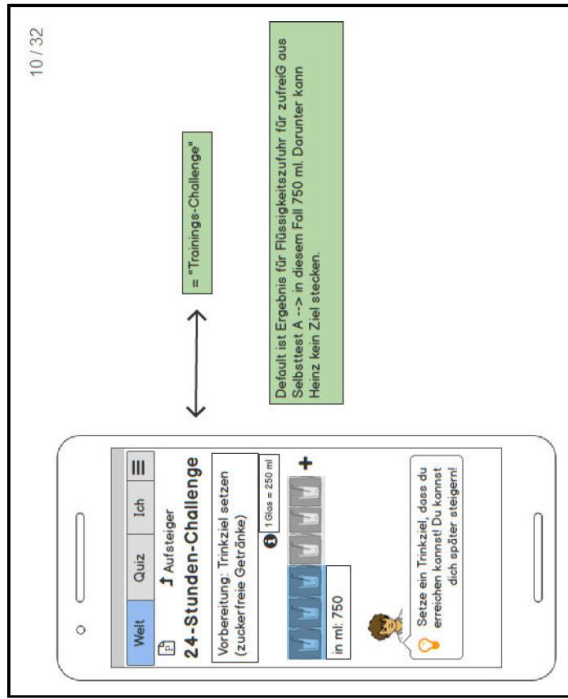 10 / 32
Welt
Quiz
Ich
P
Aufsteiger
24-Stunden-Challenge
Vorbereitung: Trinkziel setzen
(zuckerfreie Getränke)
1 Glas = 250 ml
+
in ml: 750
Setze ein Trinkziel, dass du
erreichen kannst! Du kannst
dich später steigern!
= "Trainings-Challenge"
Default ist Ergebnis für Flüssigkeitszufuhr für zufreiG aus
Selbsttest A --> in diesem Fall 750 ml. Darunter kann
Heinz kein Ziel stecken.